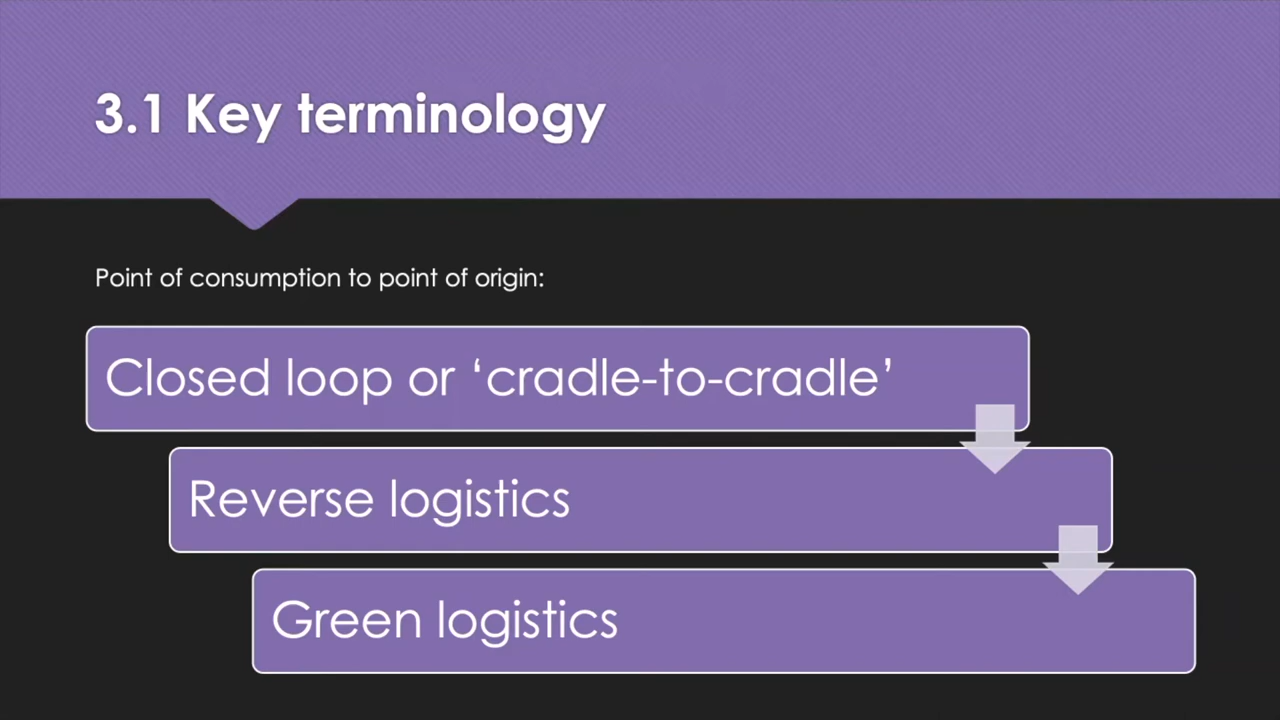 3.1 Key terminology
Point of consumption to point of origin:
Closed loop or ‘cradle-to-cradle’
Reverse logistics
Green logistics